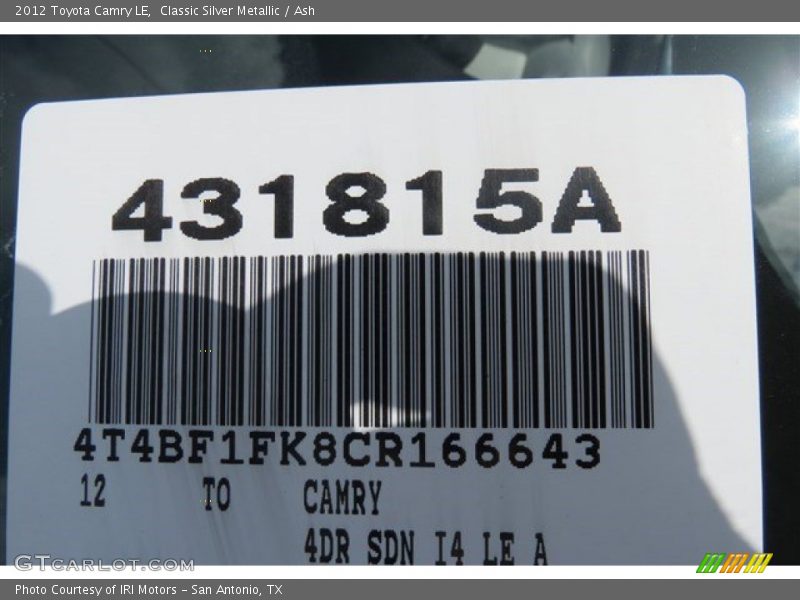 2012 Toyota Camry LE,  Classic Silver Metallic / Ash
431815A
4T4BF1FK8CR166643
12 TO CAMRY
4DR SDN I4 LE A
GTCARLOT.COM
Photo Courtesy of IRI Motors – San Antonio, TX